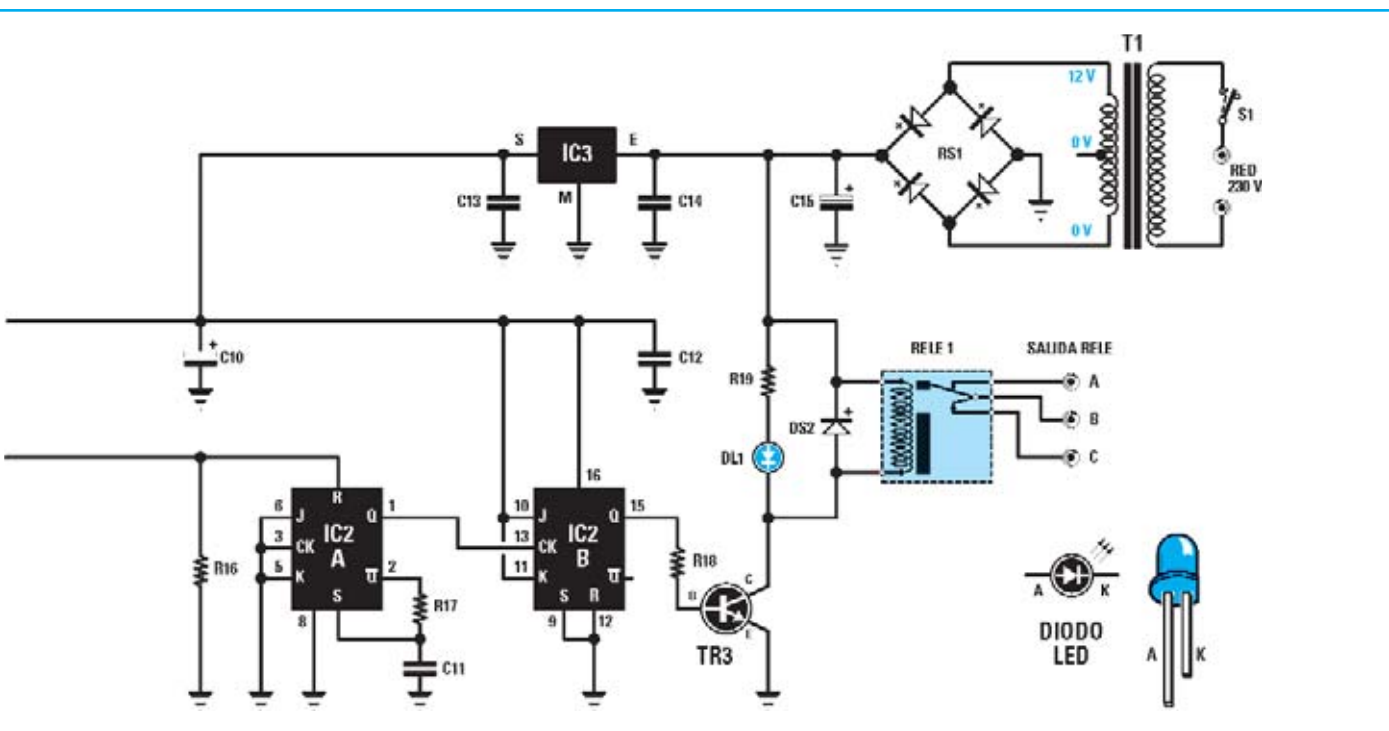 T1
12 V
S1
S
IC3
E
0 V
RS1
RED
230 V
C13
M
C14
C15
+
0 V
+
C10
C12
RELE 1
SALIDA RELE
R19
A
+
DS2
B
DL1
C
16
R
6
J
Q
1
10
J
Q
15
3
CK
IC2
A
13
CK
IC2
B
5
K
2
11
K
R16
R18
S
R17
S
R
C
8
9
12
B
E
A
K
C11
TR3
DIODO
LED
A
K